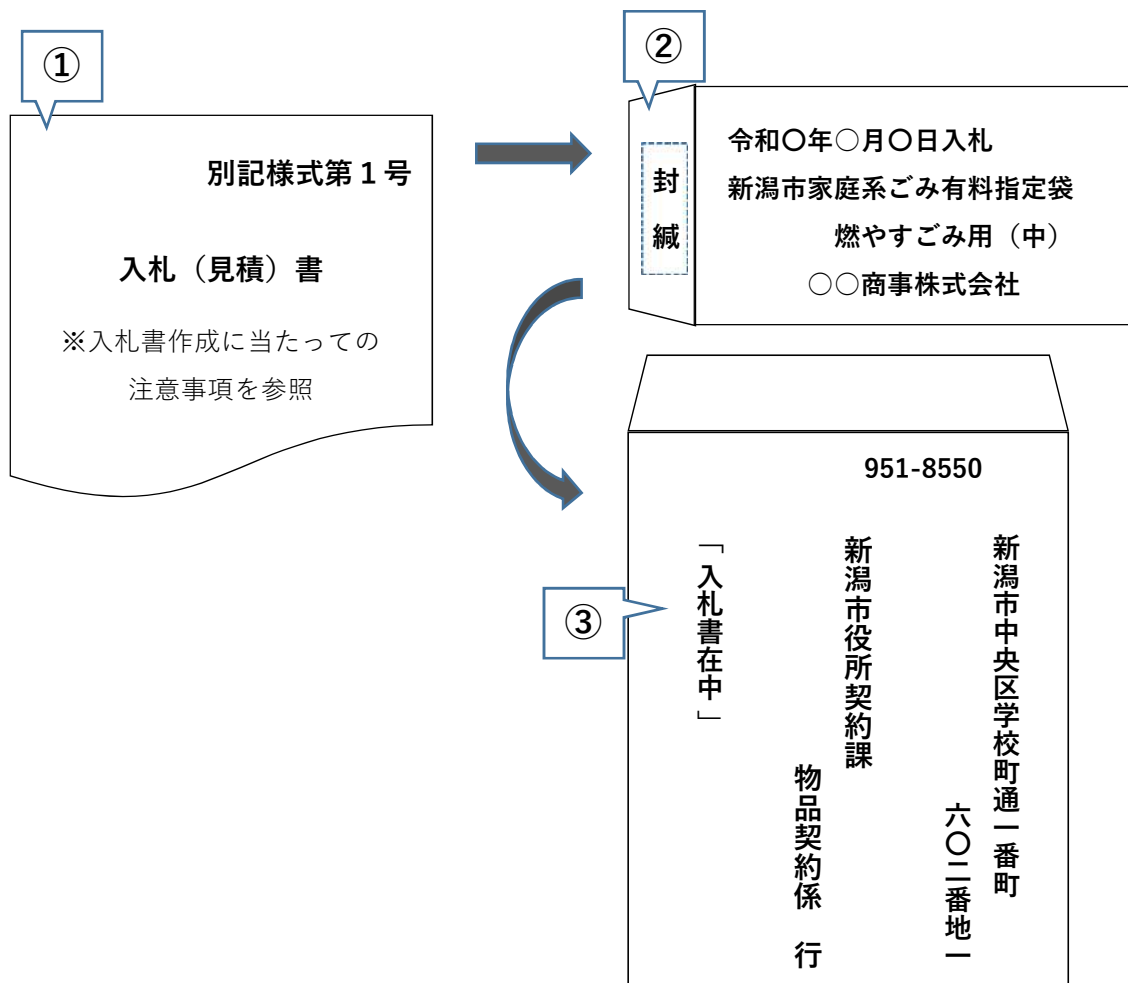 ①
別記様式第1号
入札（見積）書
※入札書作成に当たっての
注意事項を参照
②
封緘
令和〇年○月〇日入札
新潟市家庭系ごみ有料指定袋
燃やすごみ用（中）
○○商事株式会社
③
951-8550
新潟市中央区学校町通一番町
六〇二番地一
新潟市役所契約課
物品契約係　行
「入札書在中」